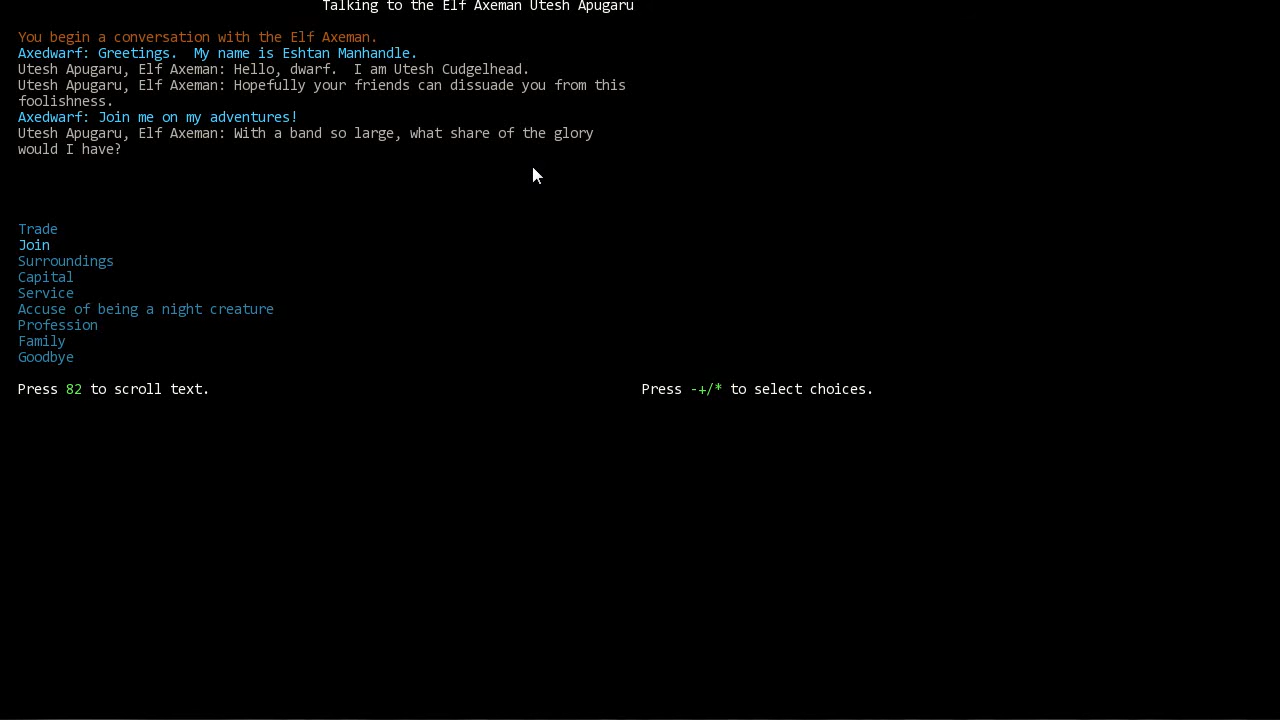 Talking to the Elf Axeman Utesh Apugaru
You begin a conversation with the Elf Axeman.
Axedwarf: Greetings.  My name is Eshtan Manhandle.
Utesh Apugaru, Elf Axeman: Hello, dwarf.  I am Utesh Cudgelhead.
Utesh Apugaru, Elf Axeman: Hopefully your friends can dissuade you from this
foolishness.
Axedwarf: Join me on my adventures!
Utesh Apugaru, Elf Axeman: With a band so large, what share of the glory
would I have?
Trade
Join
Surroundings
Capital
Service
Accuse of being a night creature
Profession
Family
Goodbye
Press 82 to scroll text. Press -+/* to select choices.